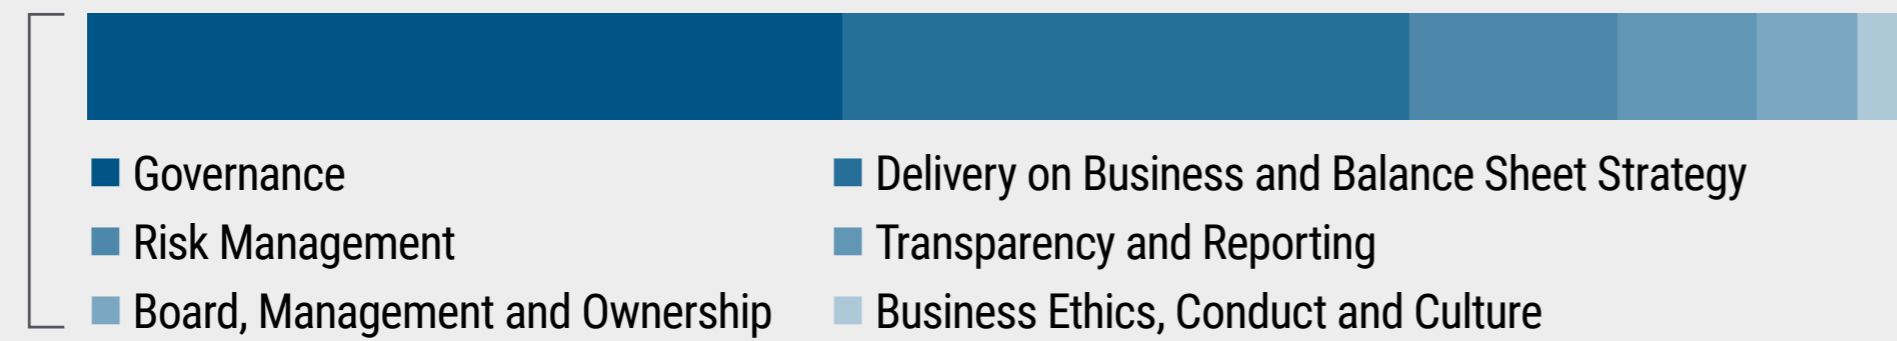 Governance
Delivery on Business and Balance Sheet Strategy
Risk Management
Transparency and Reporting
Board, Management and Ownership
Business Ethics, Conduct and Culture